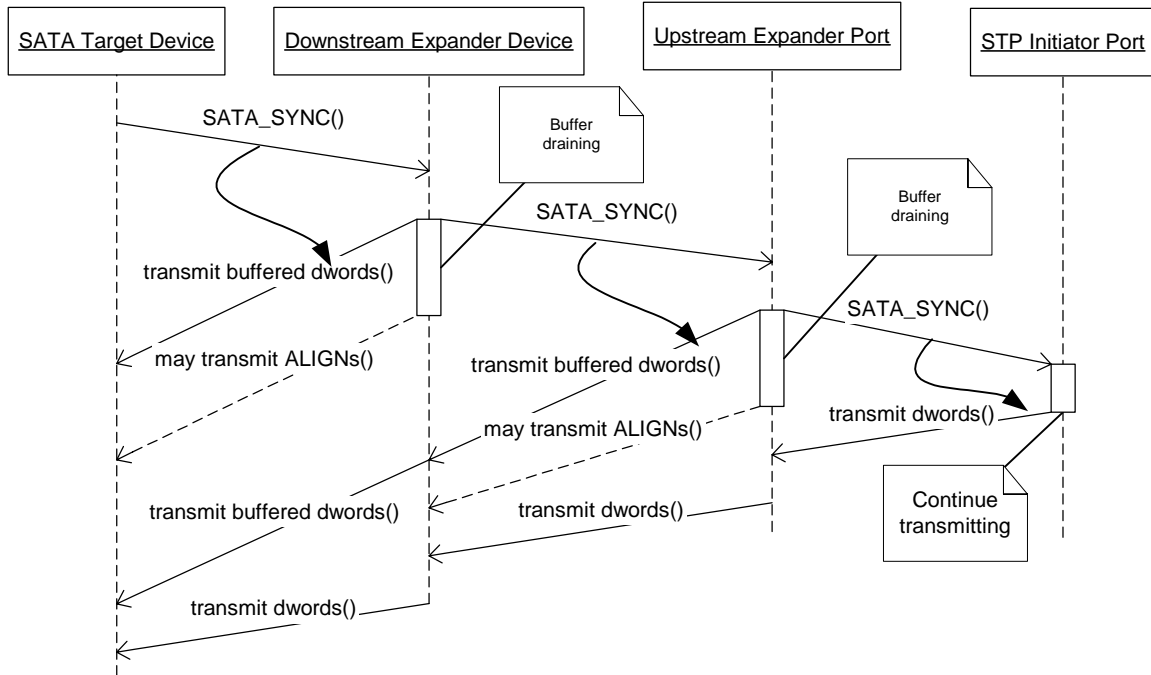 SATA Target Device
Downstream Expander Device
Upstream Expander Port
STP Initiator Port
SATA_SYNC()
Buffer
draining
SATA_SYNC()
Buffer
draining
transmit buffered dwords()
SATA_SYNC()
may transmit ALIGNs()
transmit buffered dwords()
transmit dwords()
may transmit ALIGNs()
Continue
transmitting
transmit buffered dwords()
transmit dwords()
transmit dwords()